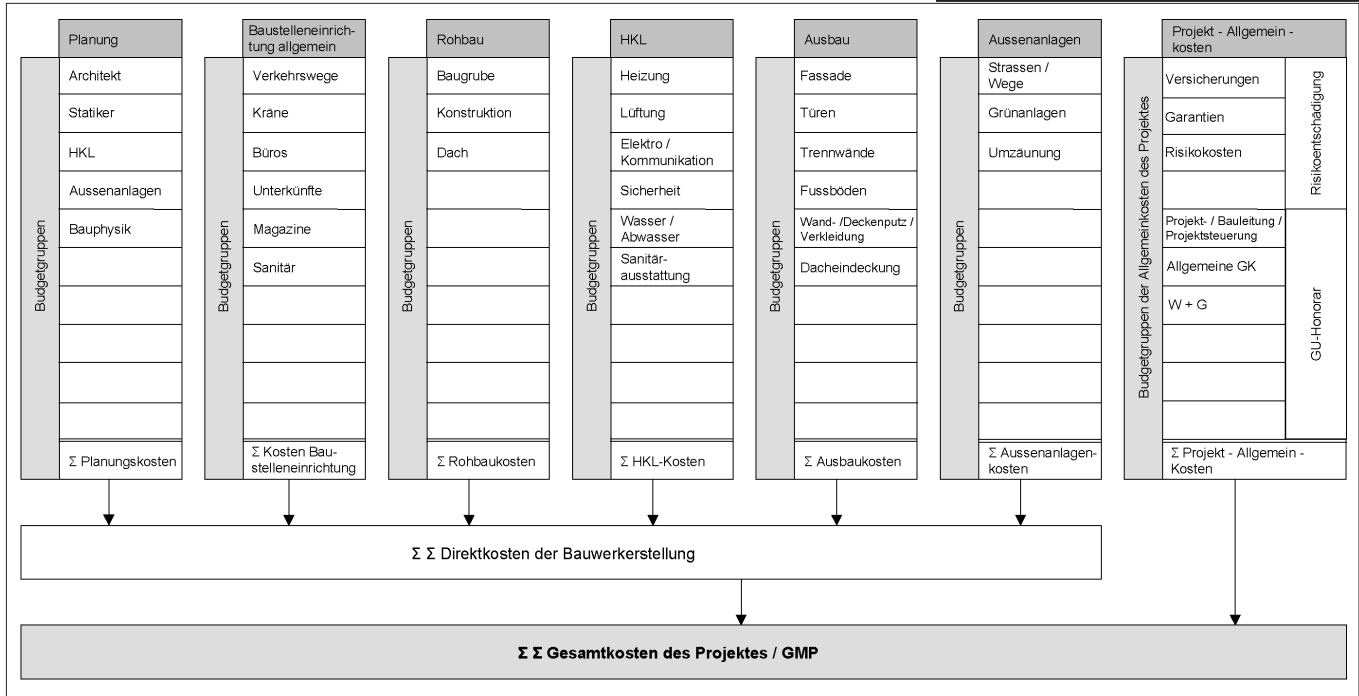 Planung
Budgetgruppen
Architekt
Statiker
HKL
Aussenanlagen
Bauphysik
Σ Planungskosten
Baustelleneinrich-
tung allgemein
Budgetgruppen
Verkehrswege
Kräne
Büros
Unterkünfte
Magazine
Sanitär
Σ Kosten Bau-
stelleneinrichtung
Rohbau
Budgetgruppen
Baugrube
Konstruktion
Dach
Σ Rohbaukosten
HKL
Budgetgruppen
Heizung
Lüftung
Elektro /
Kommunikation
Sicherheit
Wasser /
Abwasser
Sanitär-
ausstattung
Σ HKL-Kosten
Ausbau
Budgetgruppen
Fassade
Türen
Trennwände
Fussböden
Wand- /Deckenputz /
Verkleidung
Dacheindeckung
Σ Ausbaukosten
Aussenanlagen
Budgetgruppen
Strassen /
Wege
Grünanlagen
Umzäunung
Σ Aussenanlagen-
kosten
Projekt - Allgemein -
kosten
Budgetgruppen der Allgemeinkosten des Projektes
Versicherungen
Garantien
Risikokosten
Risikoentschädigung
Projekt- / Bauleitung /
Projektsteuerung
Allgemeine GK
W + G
GU-Honorar
Σ Projekt - Allgemein -
Kosten
Σ Σ Direktkosten der Bauwerkerstellung
Σ Σ Gesamtkosten des Projektes / GMP